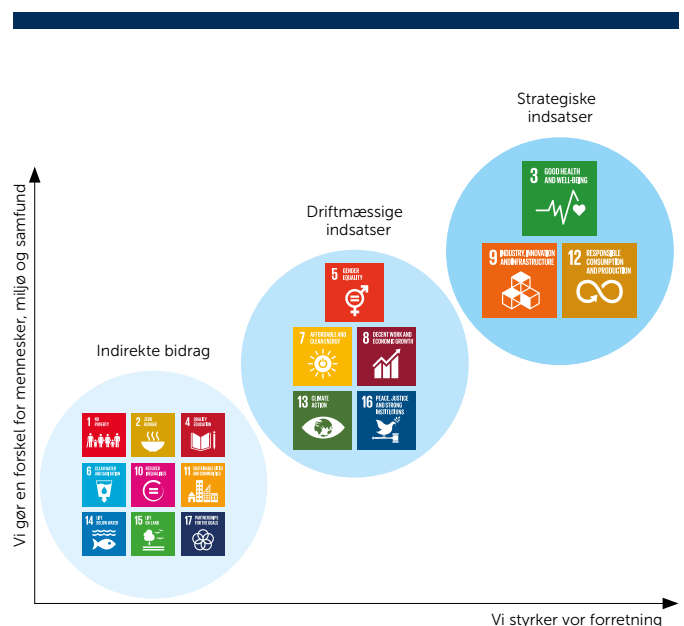 Strategiske
indsatser
3 GOOD HEALTH
AND WELL-BEING
9 INDUSTRY, INNOVATION
AND INFRASTRUCTURE
12 RESPONSIBLE
CONSUMPTION
AND PRODUCTION
Driftmæssige
indsatser
5 GENDER
EQUALITY
7 AFFORDABLE AND
CLEAN ENERGY
8 DECENT WORK AND
ECONOMIC GROWTH
13 CLIMATE
ACTION
16 PEACE, JUSTICE
AND STRONG
INSTITUTIONS
Indirekte bidrag
1 NO
POVERTY
2 ZERO
HUNGER
4 QUALITY
EDUCATION
6 CLEAN WATER
AND SANITATION
10 REDUCED
INEQUALITIES
11 SUSTAINABLE CITIES
AND COMMUNITIES
14 LIFE
BELOW WATER
15 LIFE
ON LAND
17 PARTNERSHIPS
FOR THE GOALS
Vi gør en forskel for mennesker, miljø og samfund
Vi styrker vor forretning